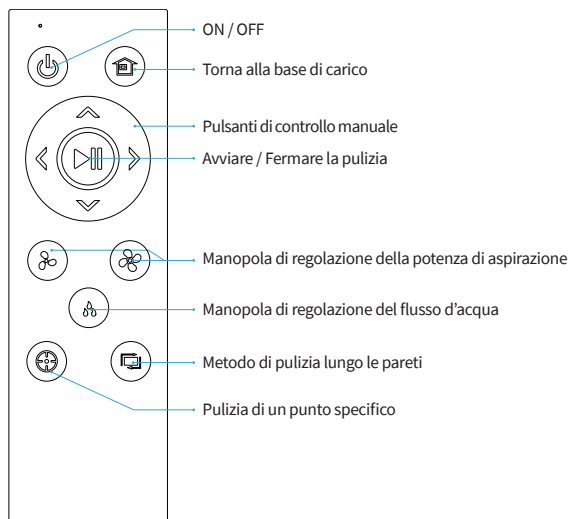 ON / OFF
Torna alla base di carico
Pulsanti di controllo manuale
Avviare / Fermare la pulizia
Manopola di regolazione della potenza di aspirazione
Manopola di regolazione del flusso d’acqua
Metodo di pulizia lungo le pareti
Pulizia di un punto specifico